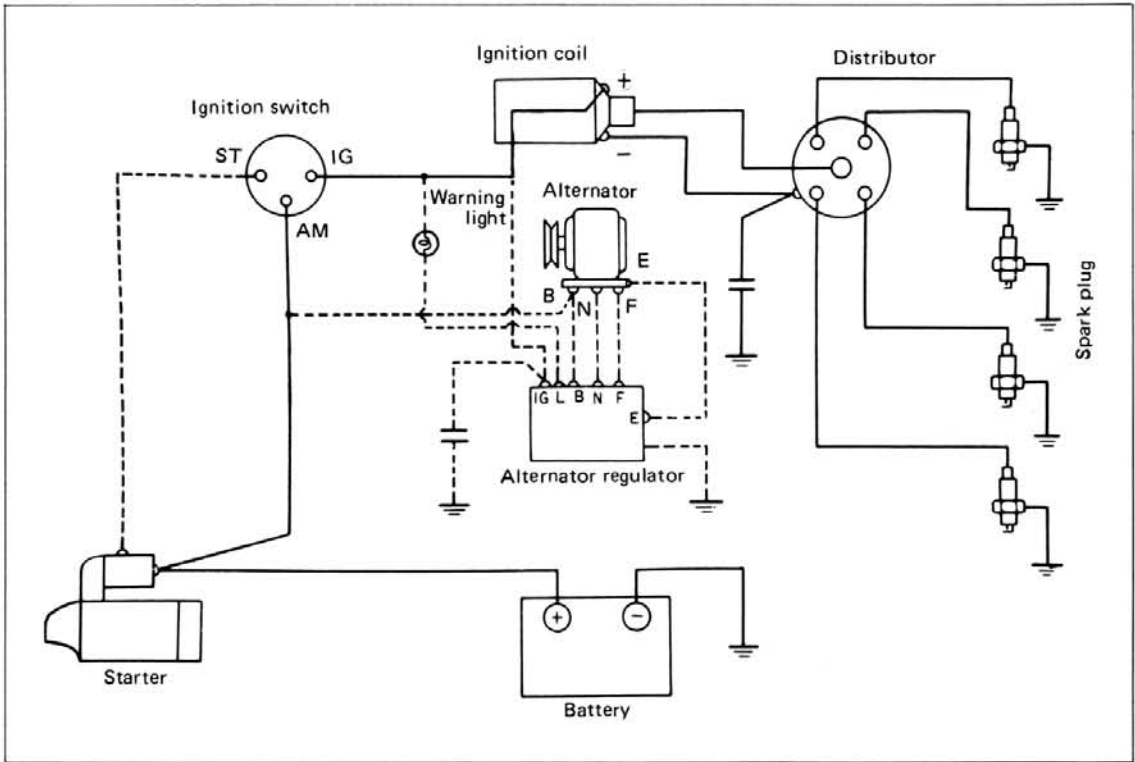 Ignition coil
+
−
Distributor
Ignition switch
ST
IG
AM
Warning
light
Alternator
E
B
N
F
IG L B N F
E
Alternator regulator
Spark plug
+
−
Starter
Battery